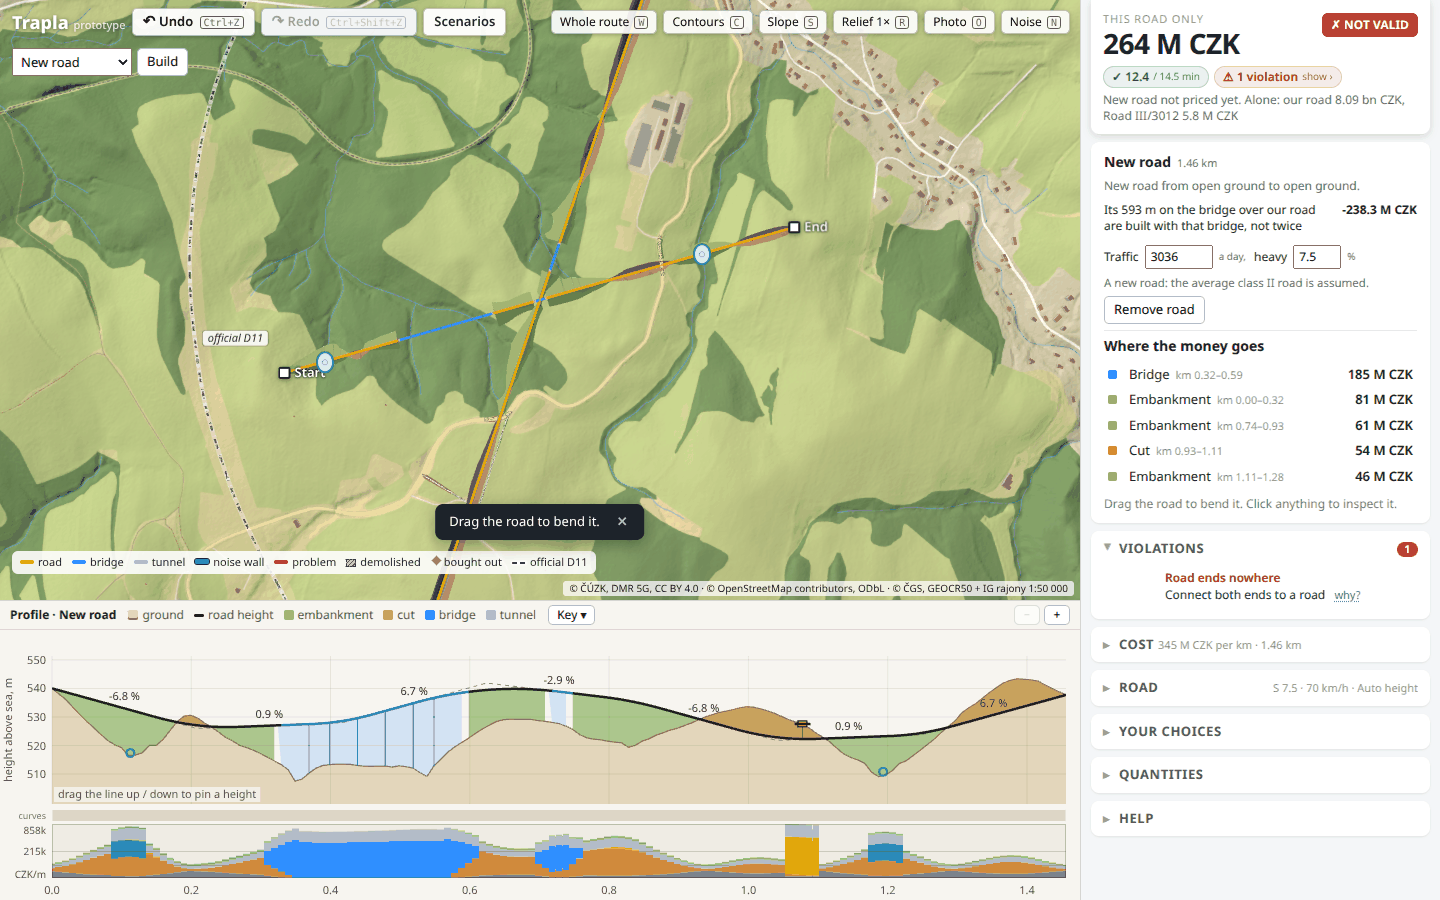 Trapla prototype
↶ Undo Ctrl+Z
↷ Redo Ctrl+Shift+Z
Scenarios
Whole route W
Contours C
Slope S
Relief 1× R
Photo O
Noise N
New road
Build
End
official D11
Start
Drag the road to bend it. ✕
road bridge tunnel noise wall problem demolished bought out official D11
© ČÚZK, DMR 5G, CC BY 4.0 · © OpenStreetMap contributors, ODbL · © ČGS, GEOCR50 + IG rajony 1:50 000
Profile · New road ground road height embankment cut bridge tunnel Key ▾ − +
height above sea, m
550
540
530
520
510
-6.8 %
0.9 %
6.7 %
-2.9 %
-6.8 %
0.9 %
6.7 %
drag the line up / down to pin a height
curves
858k
215k
CZK/m
0.0 0.2 0.4 0.6 0.8 1.0 1.2 1.4
THIS ROAD ONLY
264 M CZK
✗ NOT VALID
✓ 12.4 / 14.5 min
⚠ 1 violation show ›
New road not priced yet. Alone: our road 8.09 bn CZK,
Road III/3012 5.8 M CZK
New road 1.46 km
New road from open ground to open ground.
Its 593 m on the bridge over our road -238.3 M CZK
are built with that bridge, not twice
Traffic 3036 a day, heavy 7.5 %
A new road: the average class II road is assumed.
Remove road
Where the money goes
Bridge km 0.32–0.59 185 M CZK
Embankment km 0.00–0.32 81 M CZK
Embankment km 0.74–0.93 61 M CZK
Cut km 0.93–1.11 54 M CZK
Embankment km 1.11–1.28 46 M CZK
Drag the road to bend it. Click anything to inspect it.
▼ VIOLATIONS 1
Road ends nowhere
Connect both ends to a road why?
▶ COST 345 M CZK per km · 1.46 km
▶ ROAD S 7.5 · 70 km/h · Auto height
▶ YOUR CHOICES
▶ QUANTITIES
▶ HELP